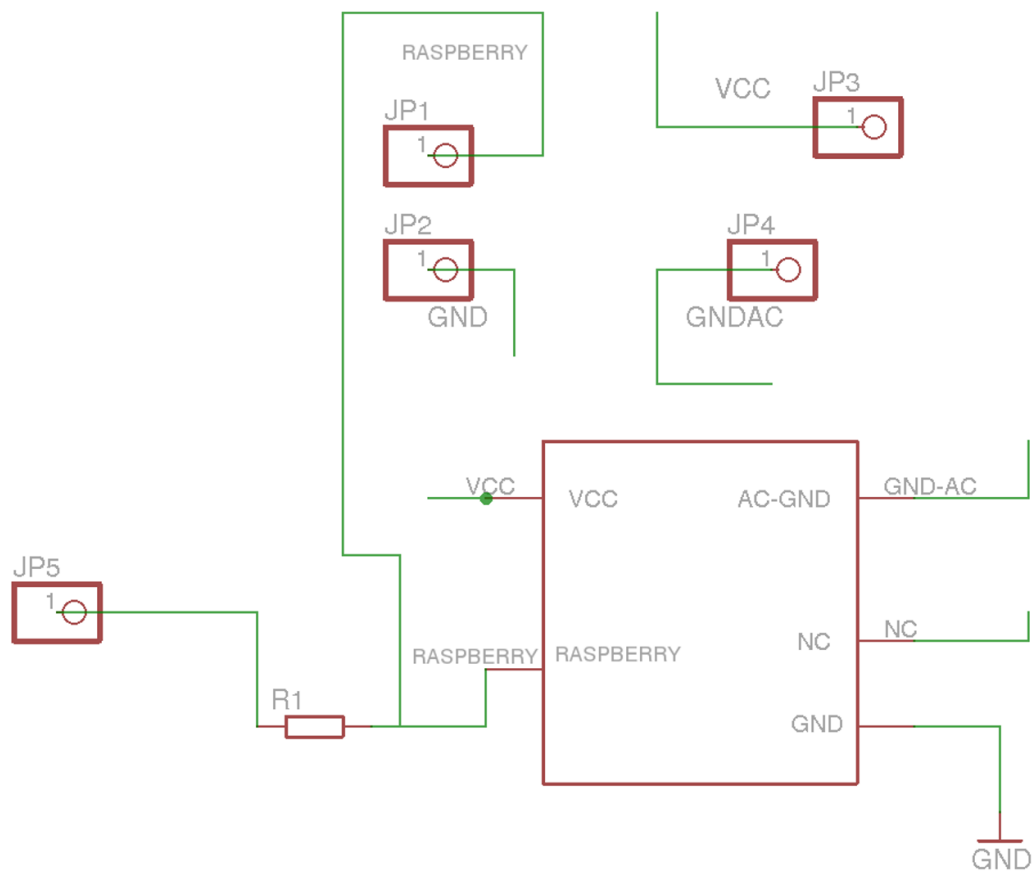 RASPBERRY
JP1
1
VCC
JP3
1
JP2
1
GND
JP4
1
GNDAC
VCC
VCC
AC-GND
GND-AC
JP5
1
RASPBERRY
RASPBERRY
NC
NC
R1
GND
GND